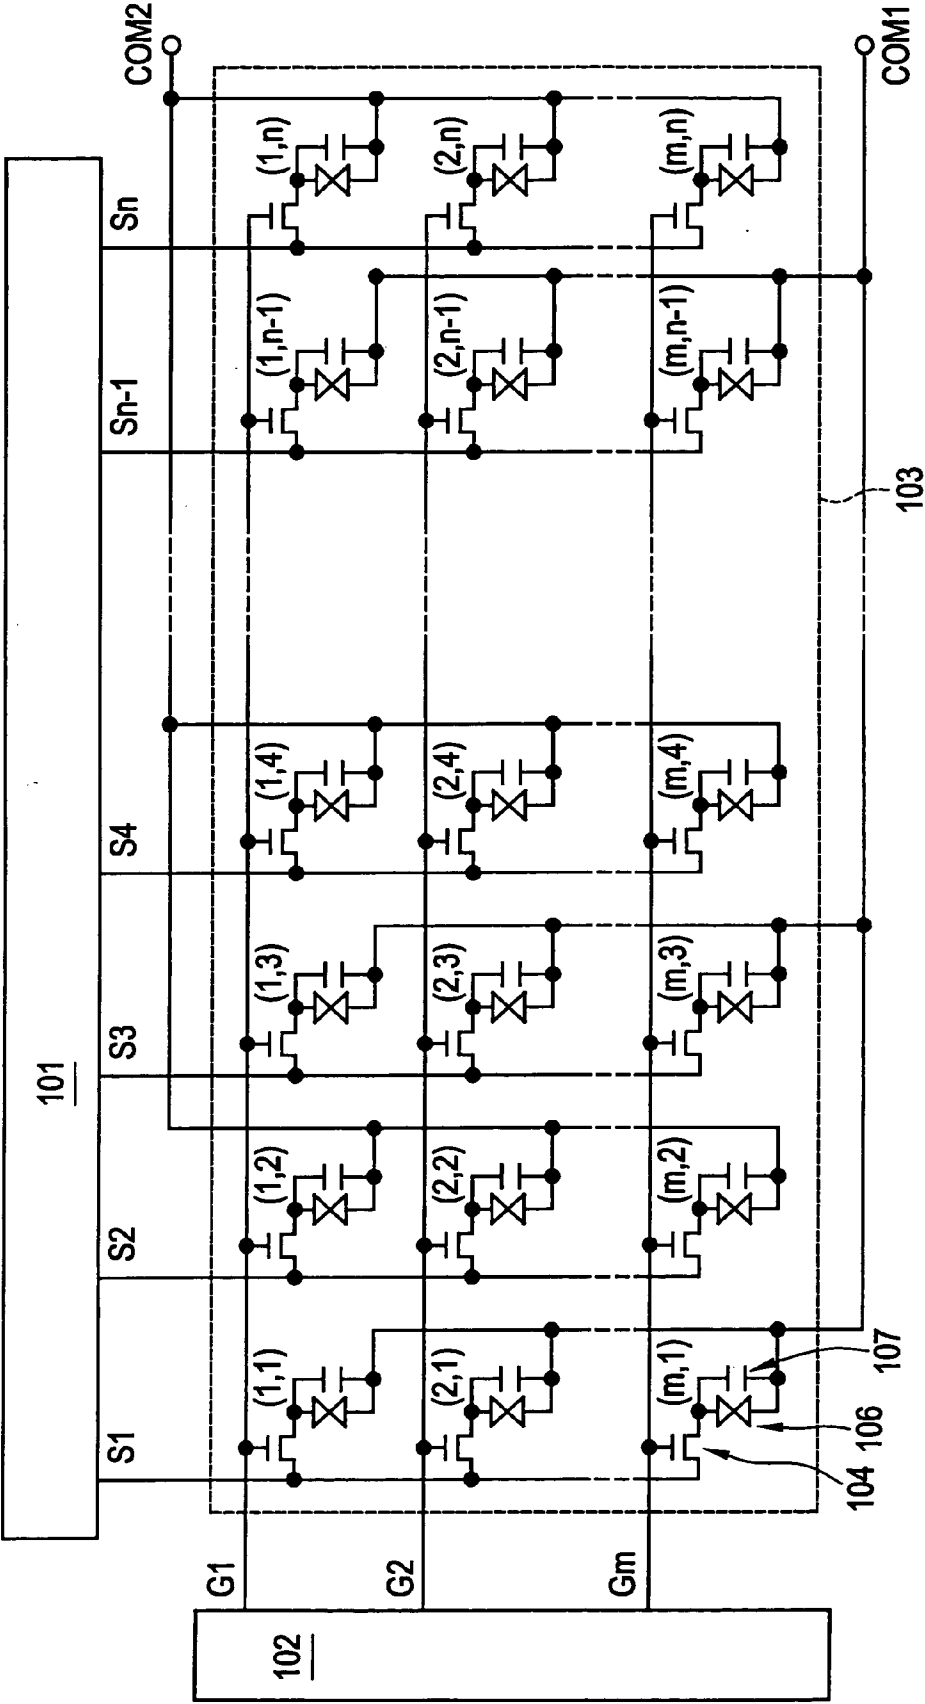 101
S1 S2 S3 S4 Sn-1 Sn
COM2
102
G1
(1,1) (1,2) (1,3) (1,4) (1,n-1) (1,n)
G2
(2,1) (2,2) (2,3) (2,4) (2,n-1) (2,n)
Gm
(m,1) (m,2) (m,3) (m,4) (m,n-1) (m,n)
104
106
107
103
COM1